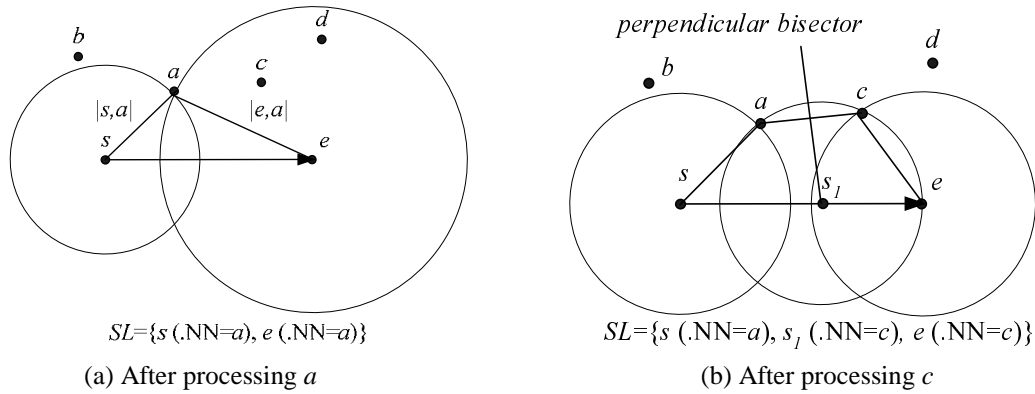 b
d
c
a
|s,a|
|e,a|
s
e
SL={s (.NN=a), e (.NN=a)}
(a) After processing a
perpendicular bisector
d
b
a
c
s
s₁
e
SL={s (.NN=a), s₁ (.NN=c), e (.NN=c)}
(b) After processing c